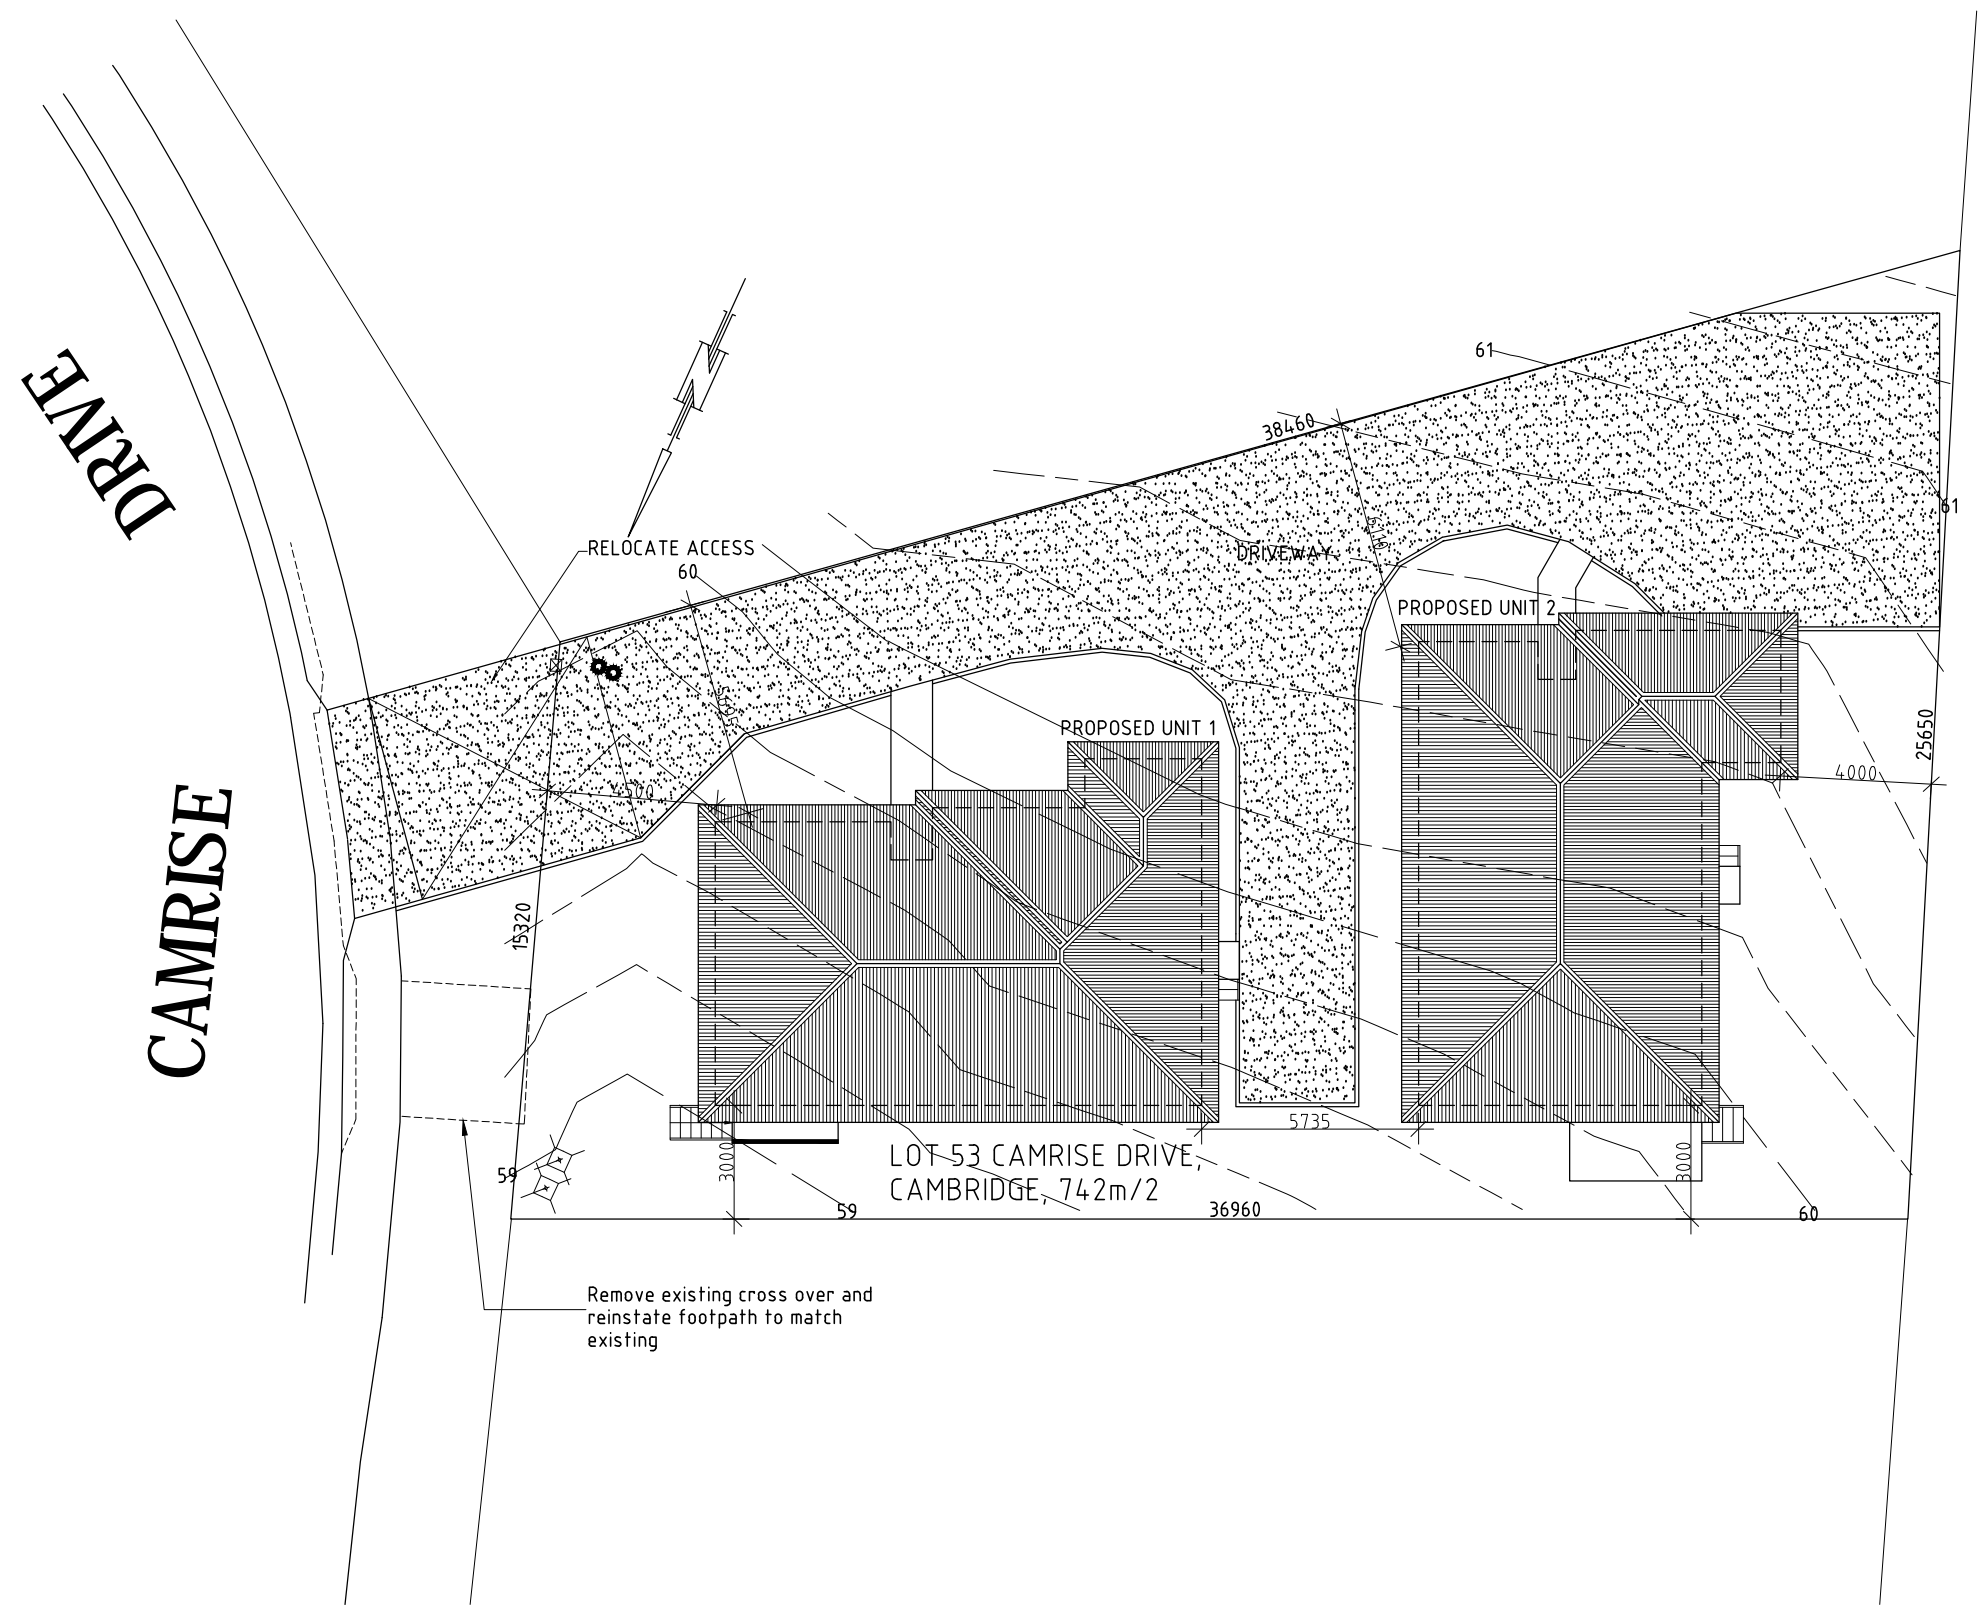 DRIVE
CAMRISE
61
38460
61
DRIVEWAY
RELOCATE ACCESS
60
PROPOSED UNIT 2
PROPOSED UNIT 1
25650
4000
4500
15320
5735
3000
3000
LOT 53 CAMRISE DRIVE,
CAMBRIDGE, 742m/2
59
59
36960
60
Remove existing cross over and
reinstate footpath to match
existing